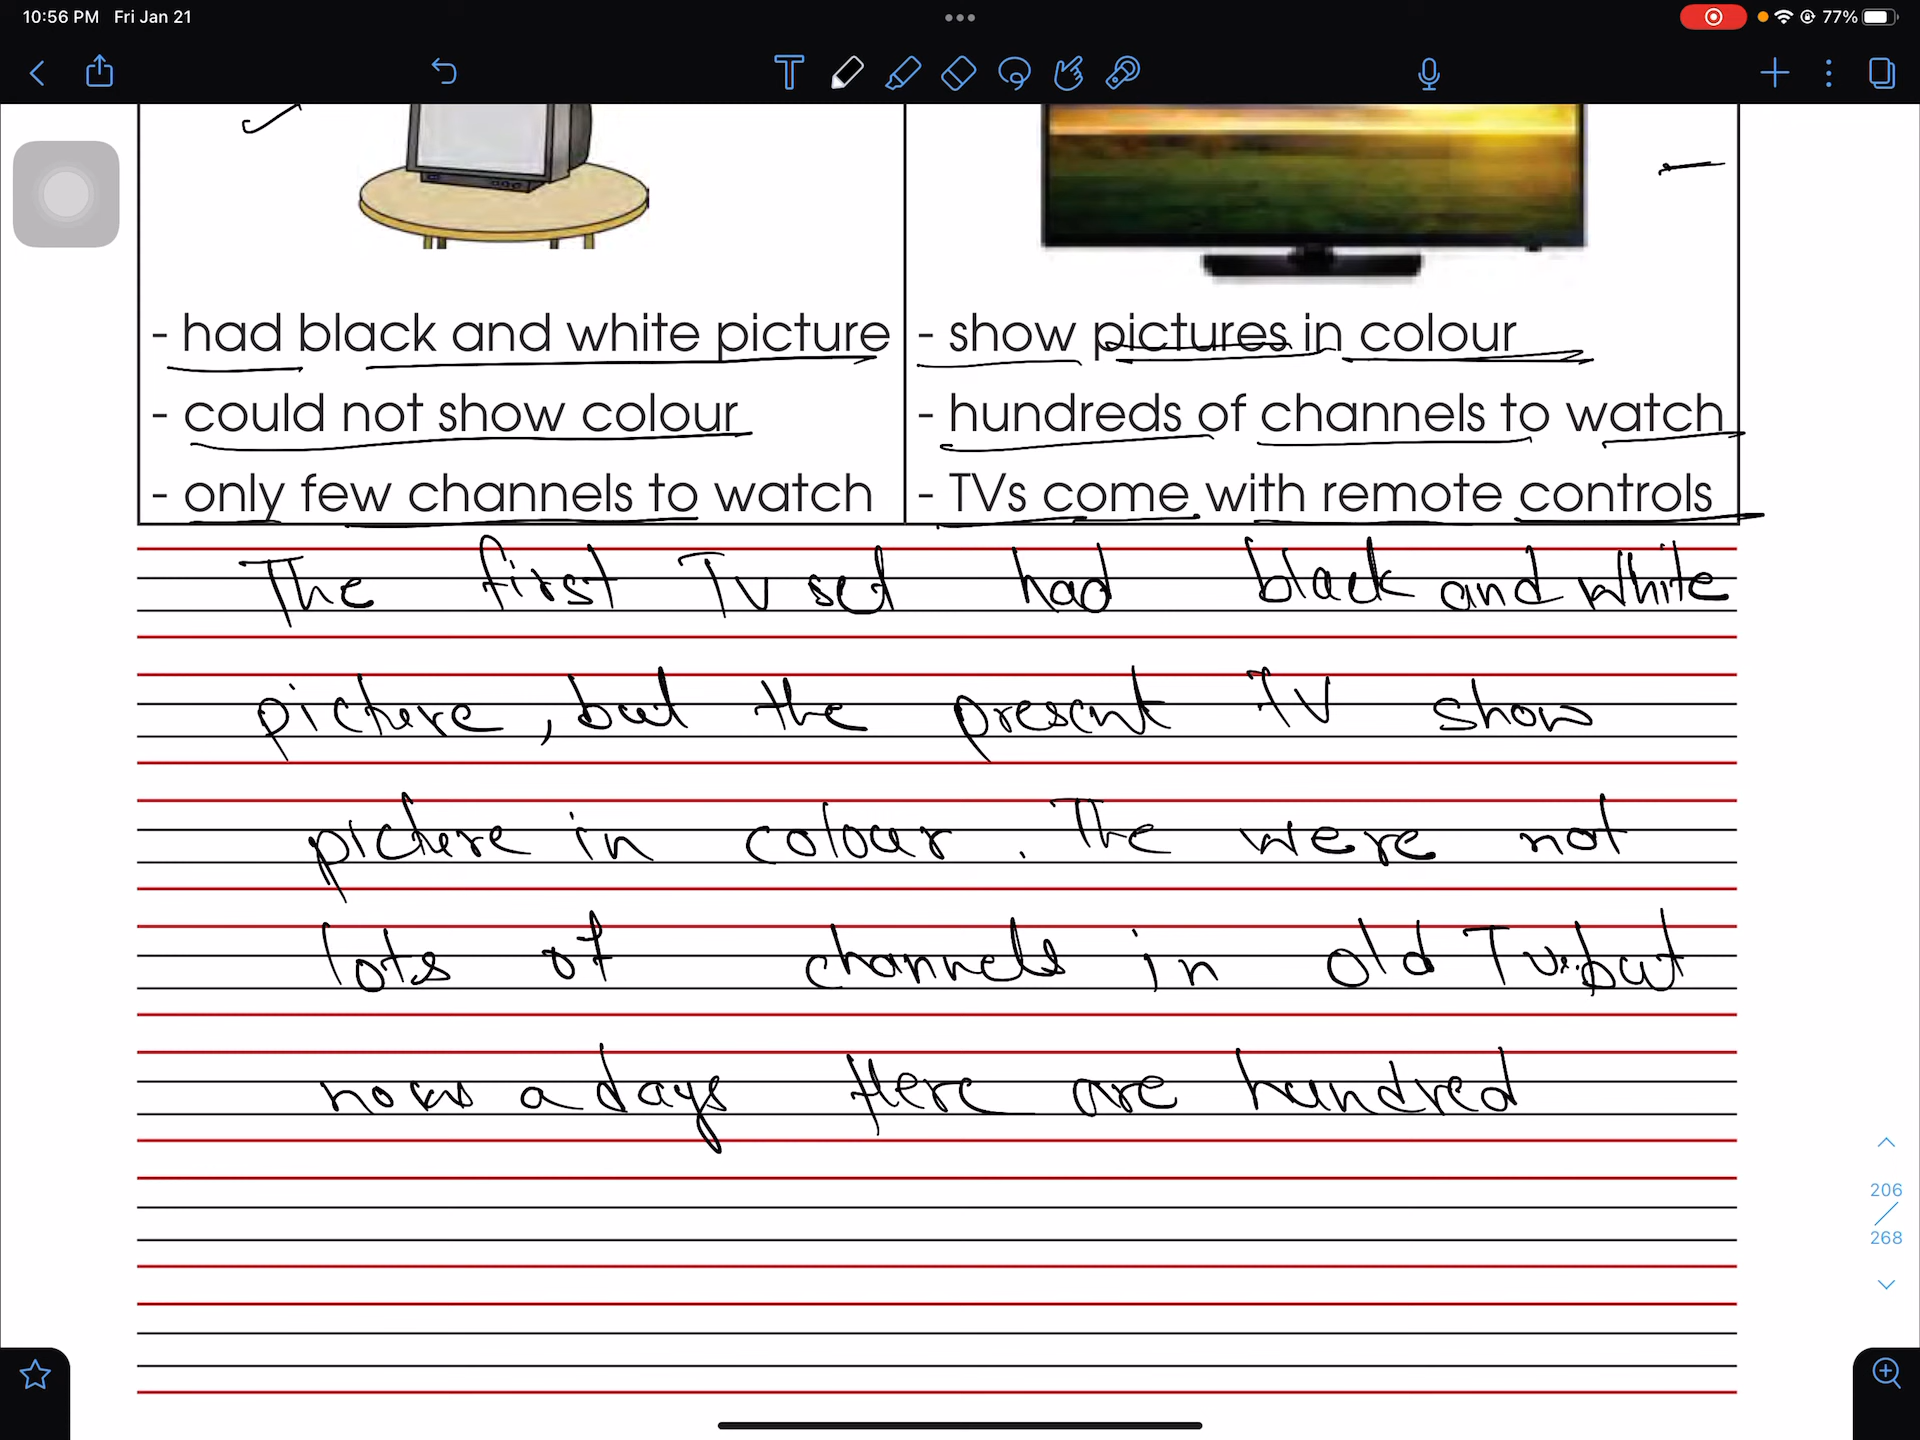 10:56 PM Fri Jan 21
77%
- had black and white picture
- could not show colour
- only few channels to watch
- show pictures in colour
- hundreds of channels to watch
- TVs come with remote controls
The first Tv set had black and white
picture, but the present TV show
picture in colour. The were not
lots of channels in old Tv. but
now a days there are hundred
206
268